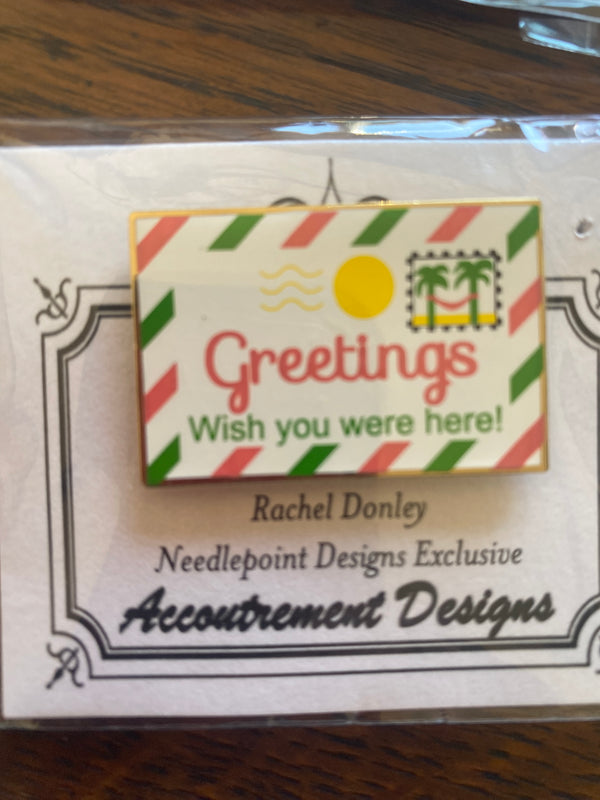 Greetings
Wish you were here!
Rachel Donley
Needlepoint Designs Exclusive
Accoutrement Designs